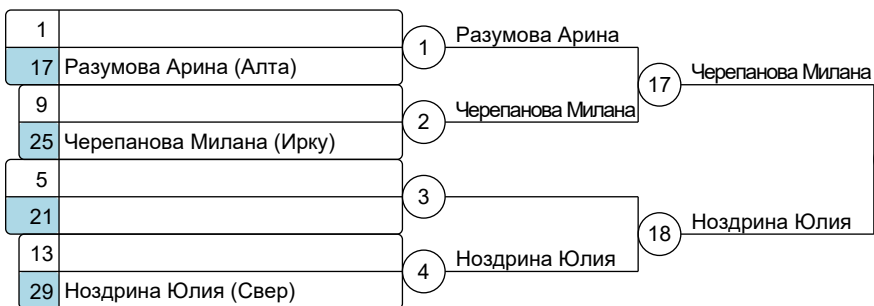 1
17 Разумова Арина (Алта)
9
25 Черепанова Милана (Ирку)
5
21
13
29 Ноздрина Юлия (Свер)
1 Разумова Арина
2 Черепанова Милана
3
4 Ноздрина Юлия
17 Черепанова Милана
18 Ноздрина Юлия